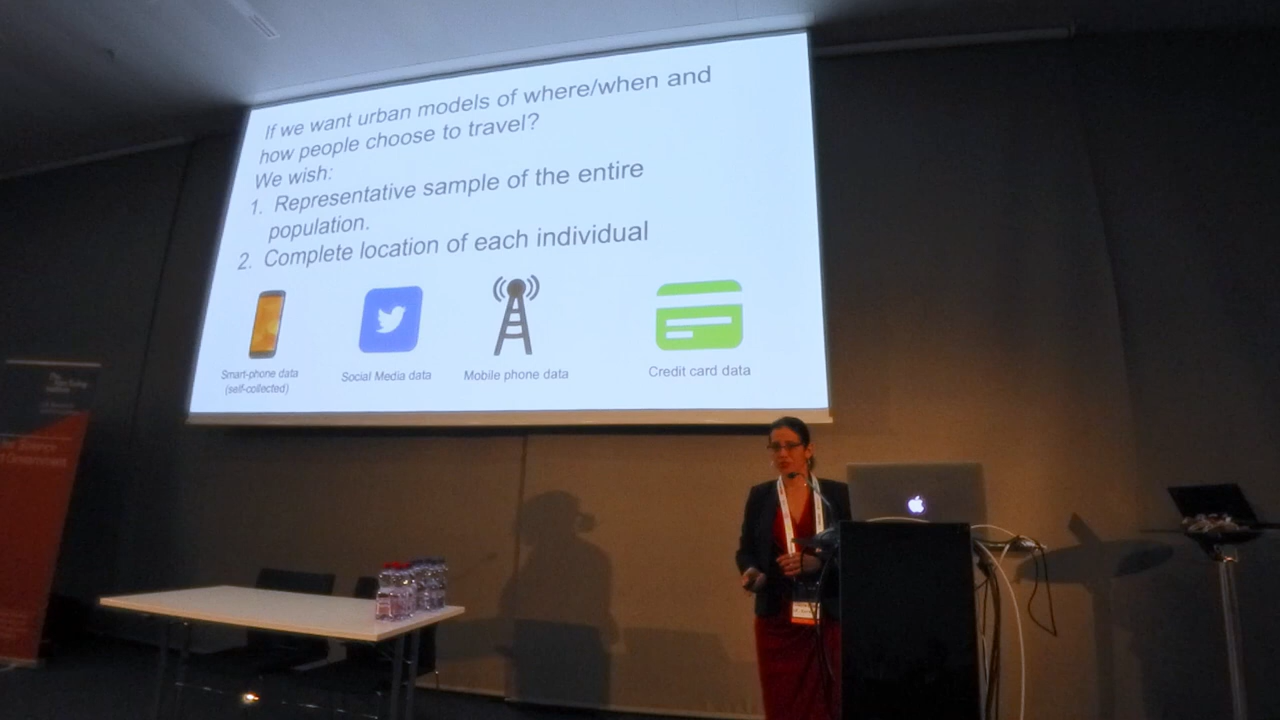 If we want urban models of where/when and
how people choose to travel?
We wish:
1. Representative sample of the entire
population.
2. Complete location of each individual
Smart-phone data
(self-collected)
Social Media data
Mobile phone data
Credit card data